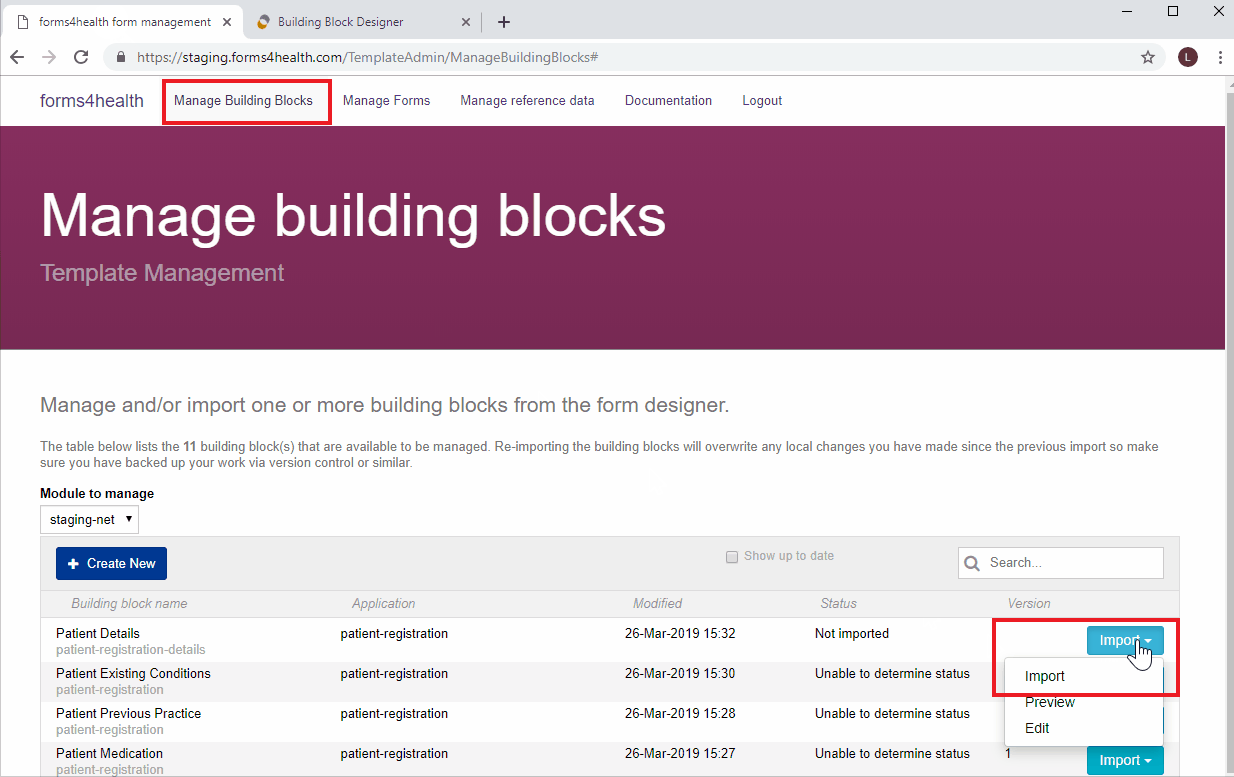 forms4health form management
Building Block Designer
https://staging.forms4health.com/TemplateAdmin/ManageBuildingBlocks#
L
forms4health Manage Building Blocks Manage Forms Manage reference data Documentation Logout
Manage building blocks
Template Management
Manage and/or import one or more building blocks from the form designer.
The table below lists the 11 building block(s) that are available to be managed. Re-importing the building blocks will overwrite any local changes you have made since the previous import so make
sure you have backed up your work via version control or similar.
Module to manage
staging-net
Create New Show up to date Search...
Building block name Application Modified Status Version
Patient Details patient-registration 26-Mar-2019 15:32 Not imported Import
patient-registration-details
Patient Existing Conditions patient-registration 26-Mar-2019 15:30 Unable to determine status Import
patient-registration
Preview
Patient Previous Practice patient-registration 26-Mar-2019 15:28 Unable to determine status
patient-registration
Edit
Patient Medication patient-registration 26-Mar-2019 15:27 Unable to determine status 1 Import
patient-registration